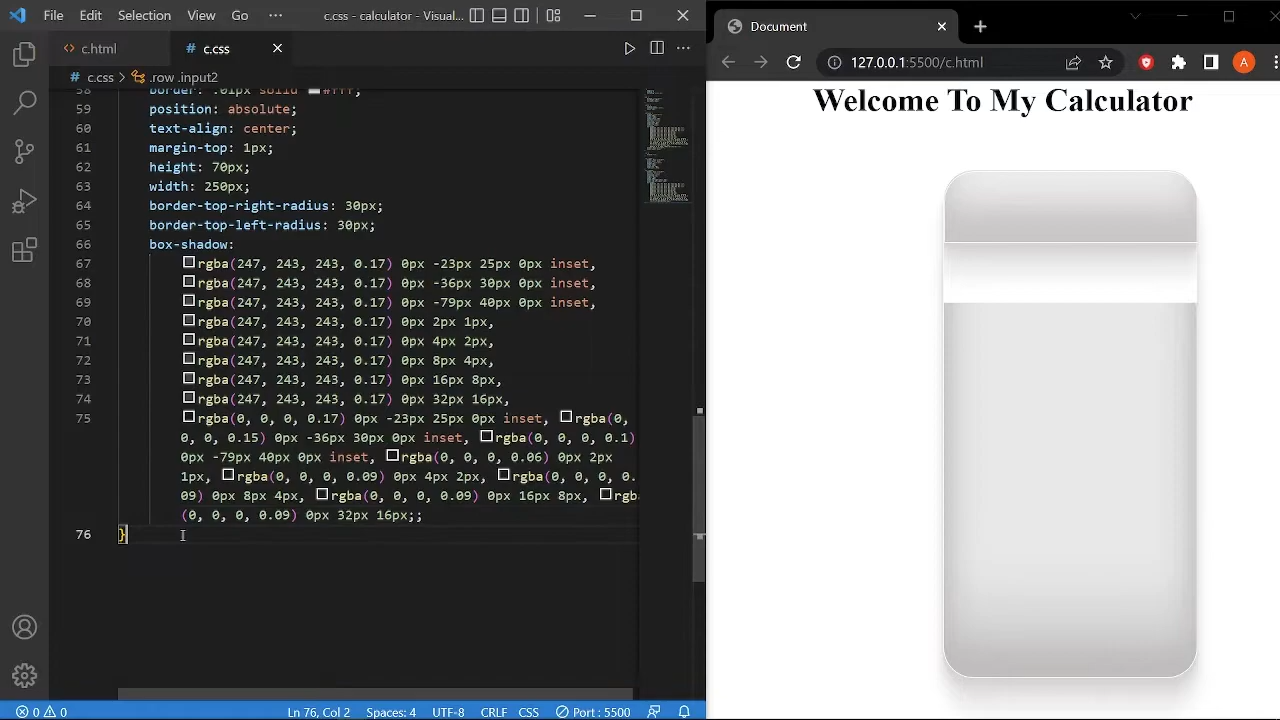 File Edit Selection View Go ··· c.css - calculator - Visu...
c.html c.css
c.css > .row .input2
58 border: .01px solid #fff;
59 position: absolute;
60 text-align: center;
61 margin-top: 1px;
62 height: 70px;
63 width: 250px;
64 border-top-right-radius: 30px;
65 border-top-left-radius: 30px;
66 box-shadow:
67 rgba(247, 243, 243, 0.17) 0px -23px 25px 0px inset,
68 rgba(247, 243, 243, 0.17) 0px -36px 30px 0px inset,
69 rgba(247, 243, 243, 0.17) 0px -79px 40px 0px inset,
70 rgba(247, 243, 243, 0.17) 0px 2px 1px,
71 rgba(247, 243, 243, 0.17) 0px 4px 2px,
72 rgba(247, 243, 243, 0.17) 0px 8px 4px,
73 rgba(247, 243, 243, 0.17) 0px 16px 8px,
74 rgba(247, 243, 243, 0.17) 0px 32px 16px,
75 rgba(0, 0, 0, 0.17) 0px -23px 25px 0px inset, rgba(0,
0, 0, 0.15) 0px -36px 30px 0px inset, rgba(0, 0, 0, 0.1)
0px -79px 40px 0px inset, rgba(0, 0, 0, 0.06) 0px 2px
1px, rgba(0, 0, 0, 0.09) 0px 4px 2px, rgba(0, 0, 0, 0.
09) 0px 8px 4px, rgba(0, 0, 0, 0.09) 0px 16px 8px, rgb
(0, 0, 0, 0.09) 0px 32px 16px;;
76 }
0 0 Ln 76, Col 2 Spaces: 4 UTF-8 CRLF CSS Port : 5500
Document
127.0.0.1:5500/c.html A
Welcome To My Calculator